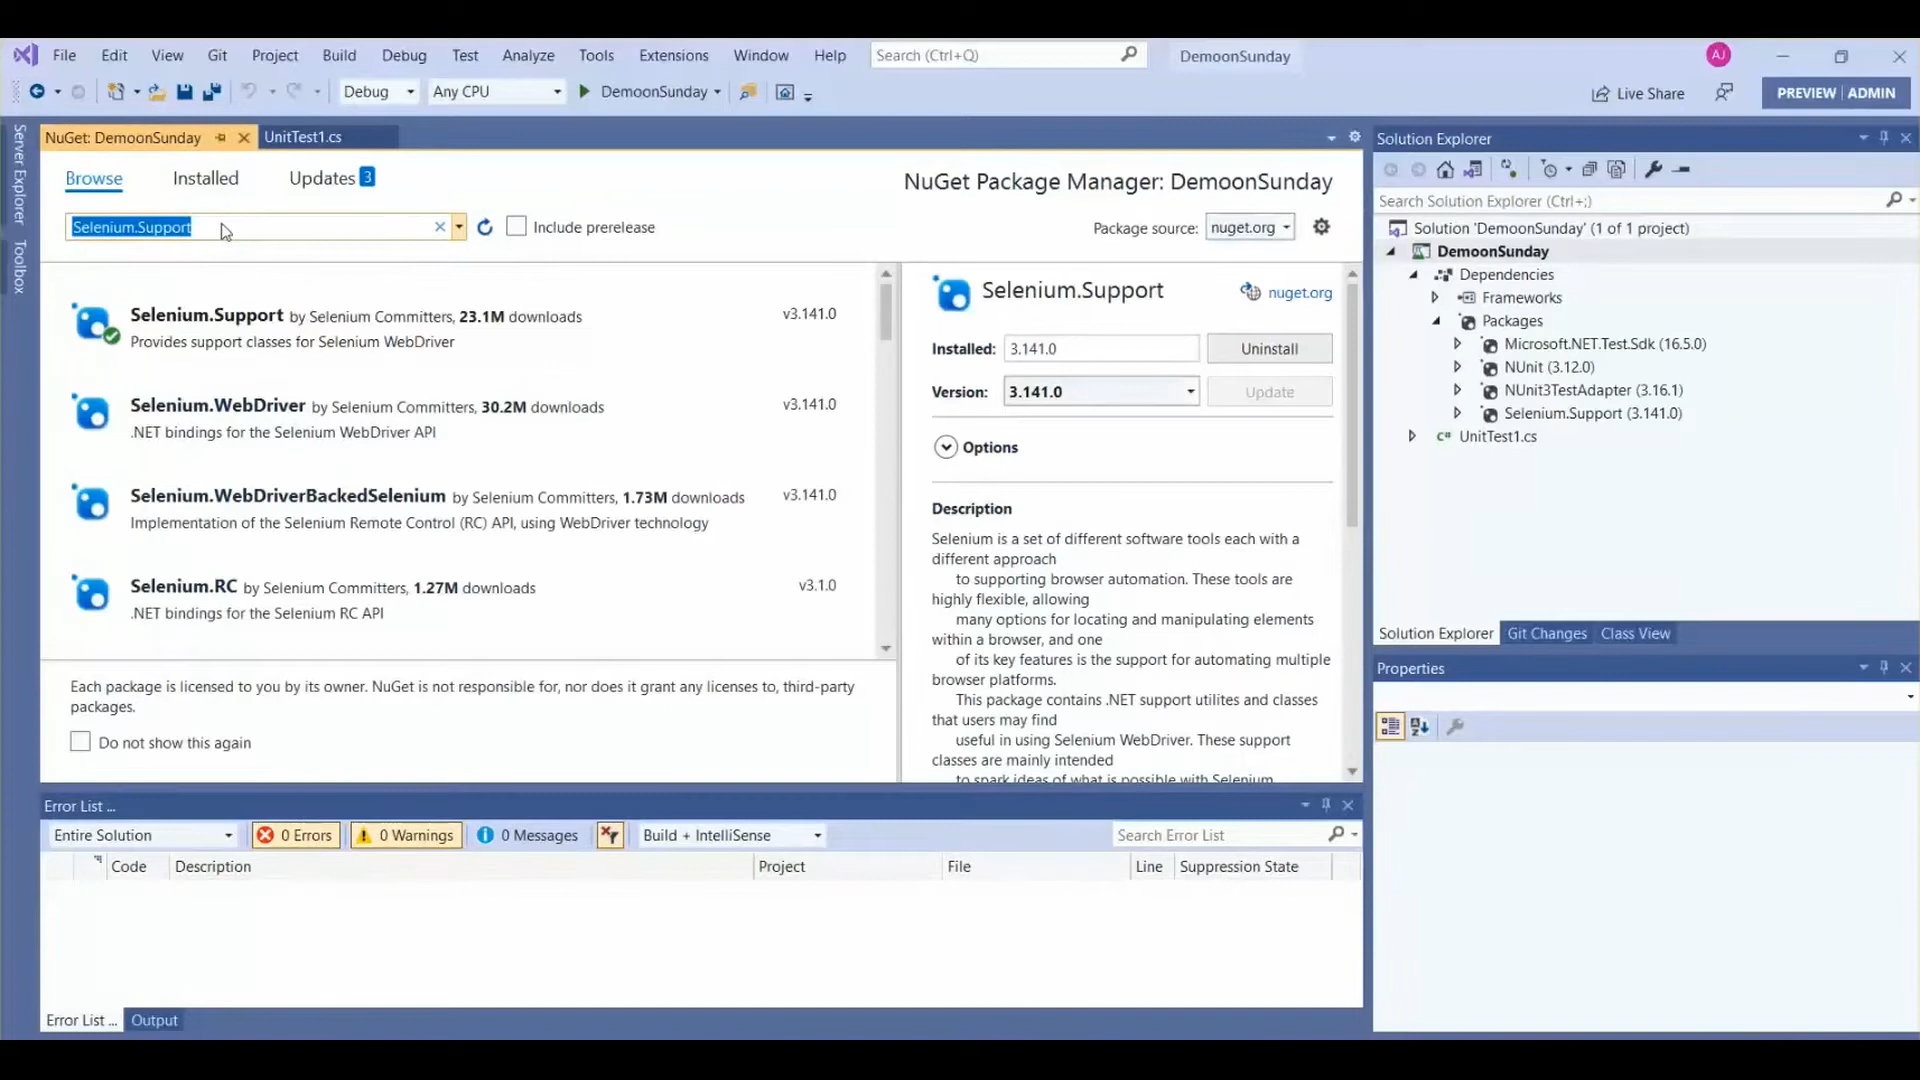 File Edit View Git Project Build Debug Test Analyze Tools Extensions Window Help Search (Ctrl+Q) DemoonSunday AJ
Debug Any CPU DemoonSunday Live Share PREVIEW ADMIN
Server Explorer
Toolbox
NuGet: DemoonSunday UnitTest1.cs
Browse Installed Updates 3
NuGet Package Manager: DemoonSunday
Selenium.Support Include prerelease Package source: nuget.org
Selenium.Support by Selenium Committers, 23.1M downloads v3.141.0
Provides support classes for Selenium WebDriver
Selenium.WebDriver by Selenium Committers, 30.2M downloads v3.141.0
.NET bindings for the Selenium WebDriver API
Selenium.WebDriverBackedSelenium by Selenium Committers, 1.73M downloads v3.141.0
Implementation of the Selenium Remote Control (RC) API, using WebDriver technology
Selenium.RC by Selenium Committers, 1.27M downloads v3.1.0
.NET bindings for the Selenium RC API
Each package is licensed to you by its owner. NuGet is not responsible for, nor does it grant any licenses to, third-party
packages.
Do not show this again
Selenium.Support nuget.org
Installed: 3.141.0 Uninstall
Version: 3.141.0 Update
Options
Description
Selenium is a set of different software tools each with a
different approach
to supporting browser automation. These tools are
highly flexible, allowing
many options for locating and manipulating elements
within a browser, and one
of its key features is the support for automating multiple
browser platforms.
This package contains .NET support utilites and classes
that users may find
useful in using Selenium WebDriver. These support
classes are mainly intended
to spark ideas of what is possible with Selenium
Solution Explorer
Search Solution Explorer (Ctrl+;)
Solution 'DemoonSunday' (1 of 1 project)
DemoonSunday
Dependencies
Frameworks
Packages
Microsoft.NET.Test.Sdk (16.5.0)
NUnit (3.12.0)
NUnit3TestAdapter (3.16.1)
Selenium.Support (3.141.0)
C# UnitTest1.cs
Solution Explorer Git Changes Class View
Properties
Error List ...
Entire Solution 0 Errors 0 Warnings 0 Messages Build + IntelliSense Search Error List
Code Description Project File Line Suppression State
Error List ... Output